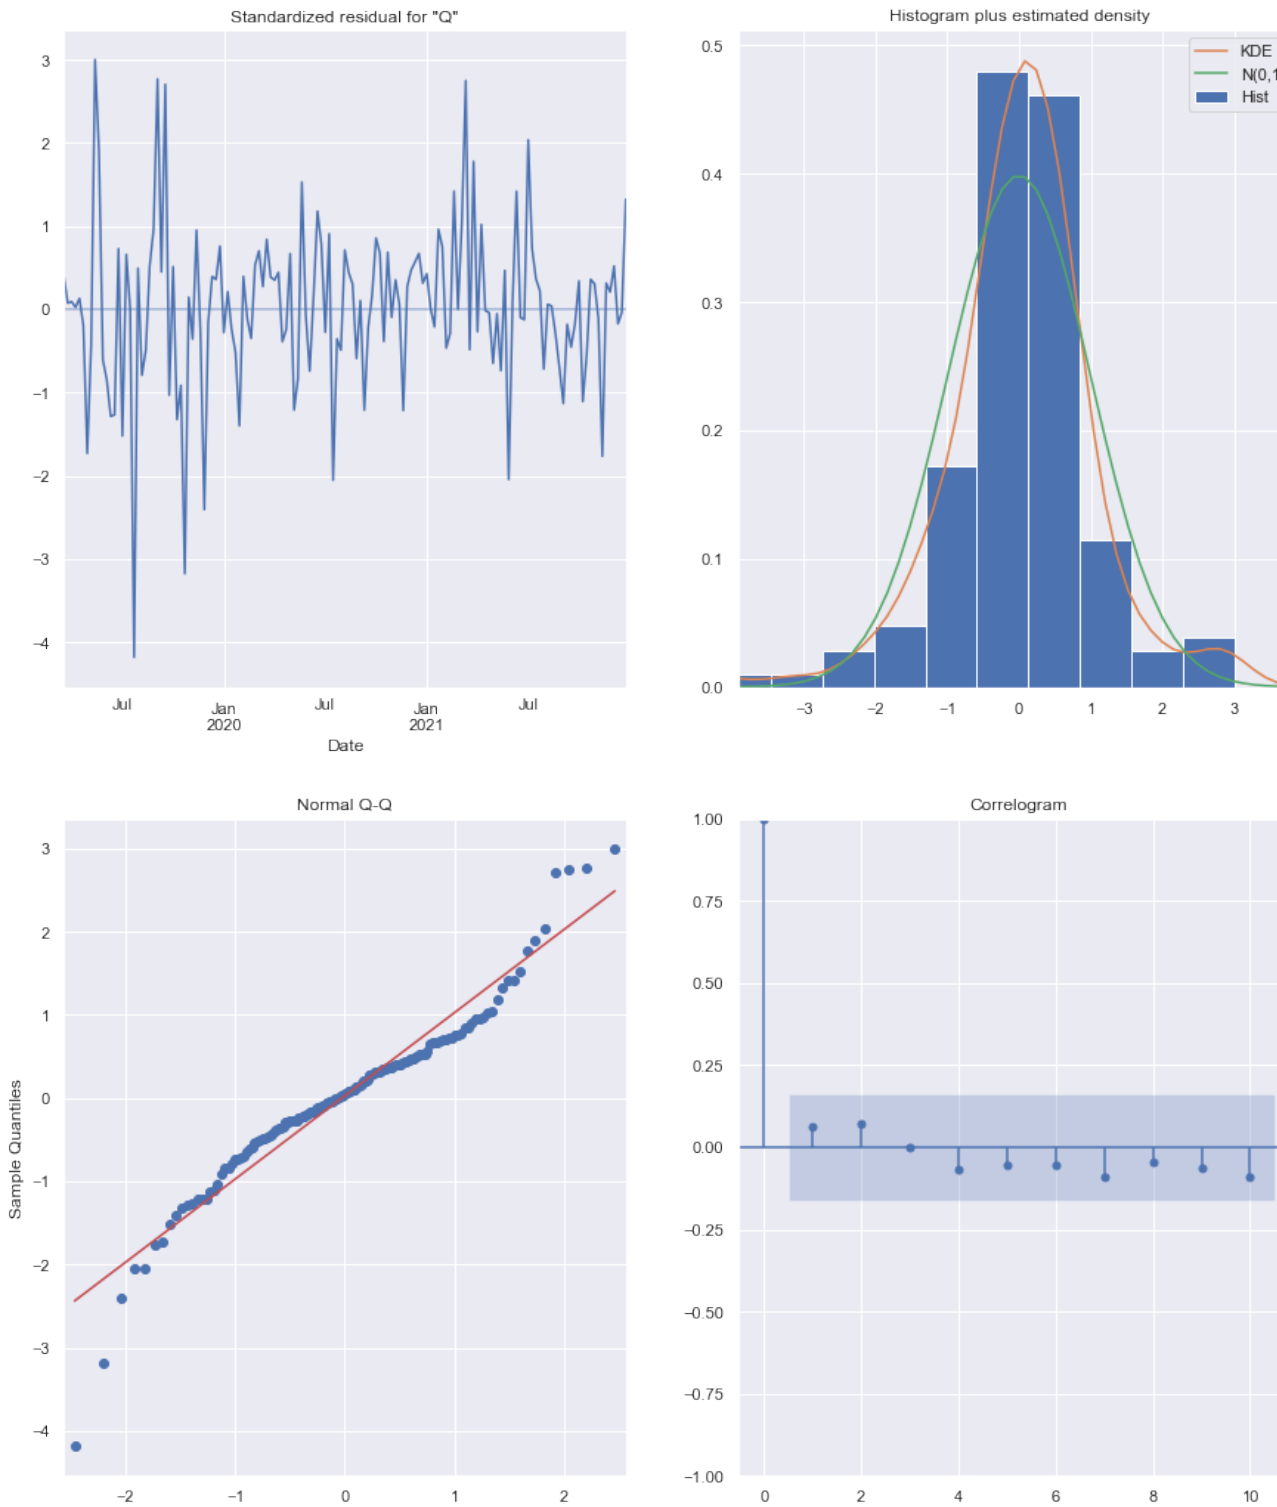 Standardized residual for "Q"
3
2
1
0
−1
−2
−3
−4
Jul
Jan
2020
Jul
Jan
2021
Jul
Date
Histogram plus estimated density
KDE
N(0,1
Hist
0.5
0.4
0.3
0.2
0.1
0.0
−3 −2 −1 0 1 2 3
Normal Q-Q
Sample Quantiles
3
2
1
0
−1
−2
−3
−4
−2 −1 0 1 2
Correlogram
1.00
0.75
0.50
0.25
0.00
−0.25
−0.50
−0.75
−1.00
0 2 4 6 8 10